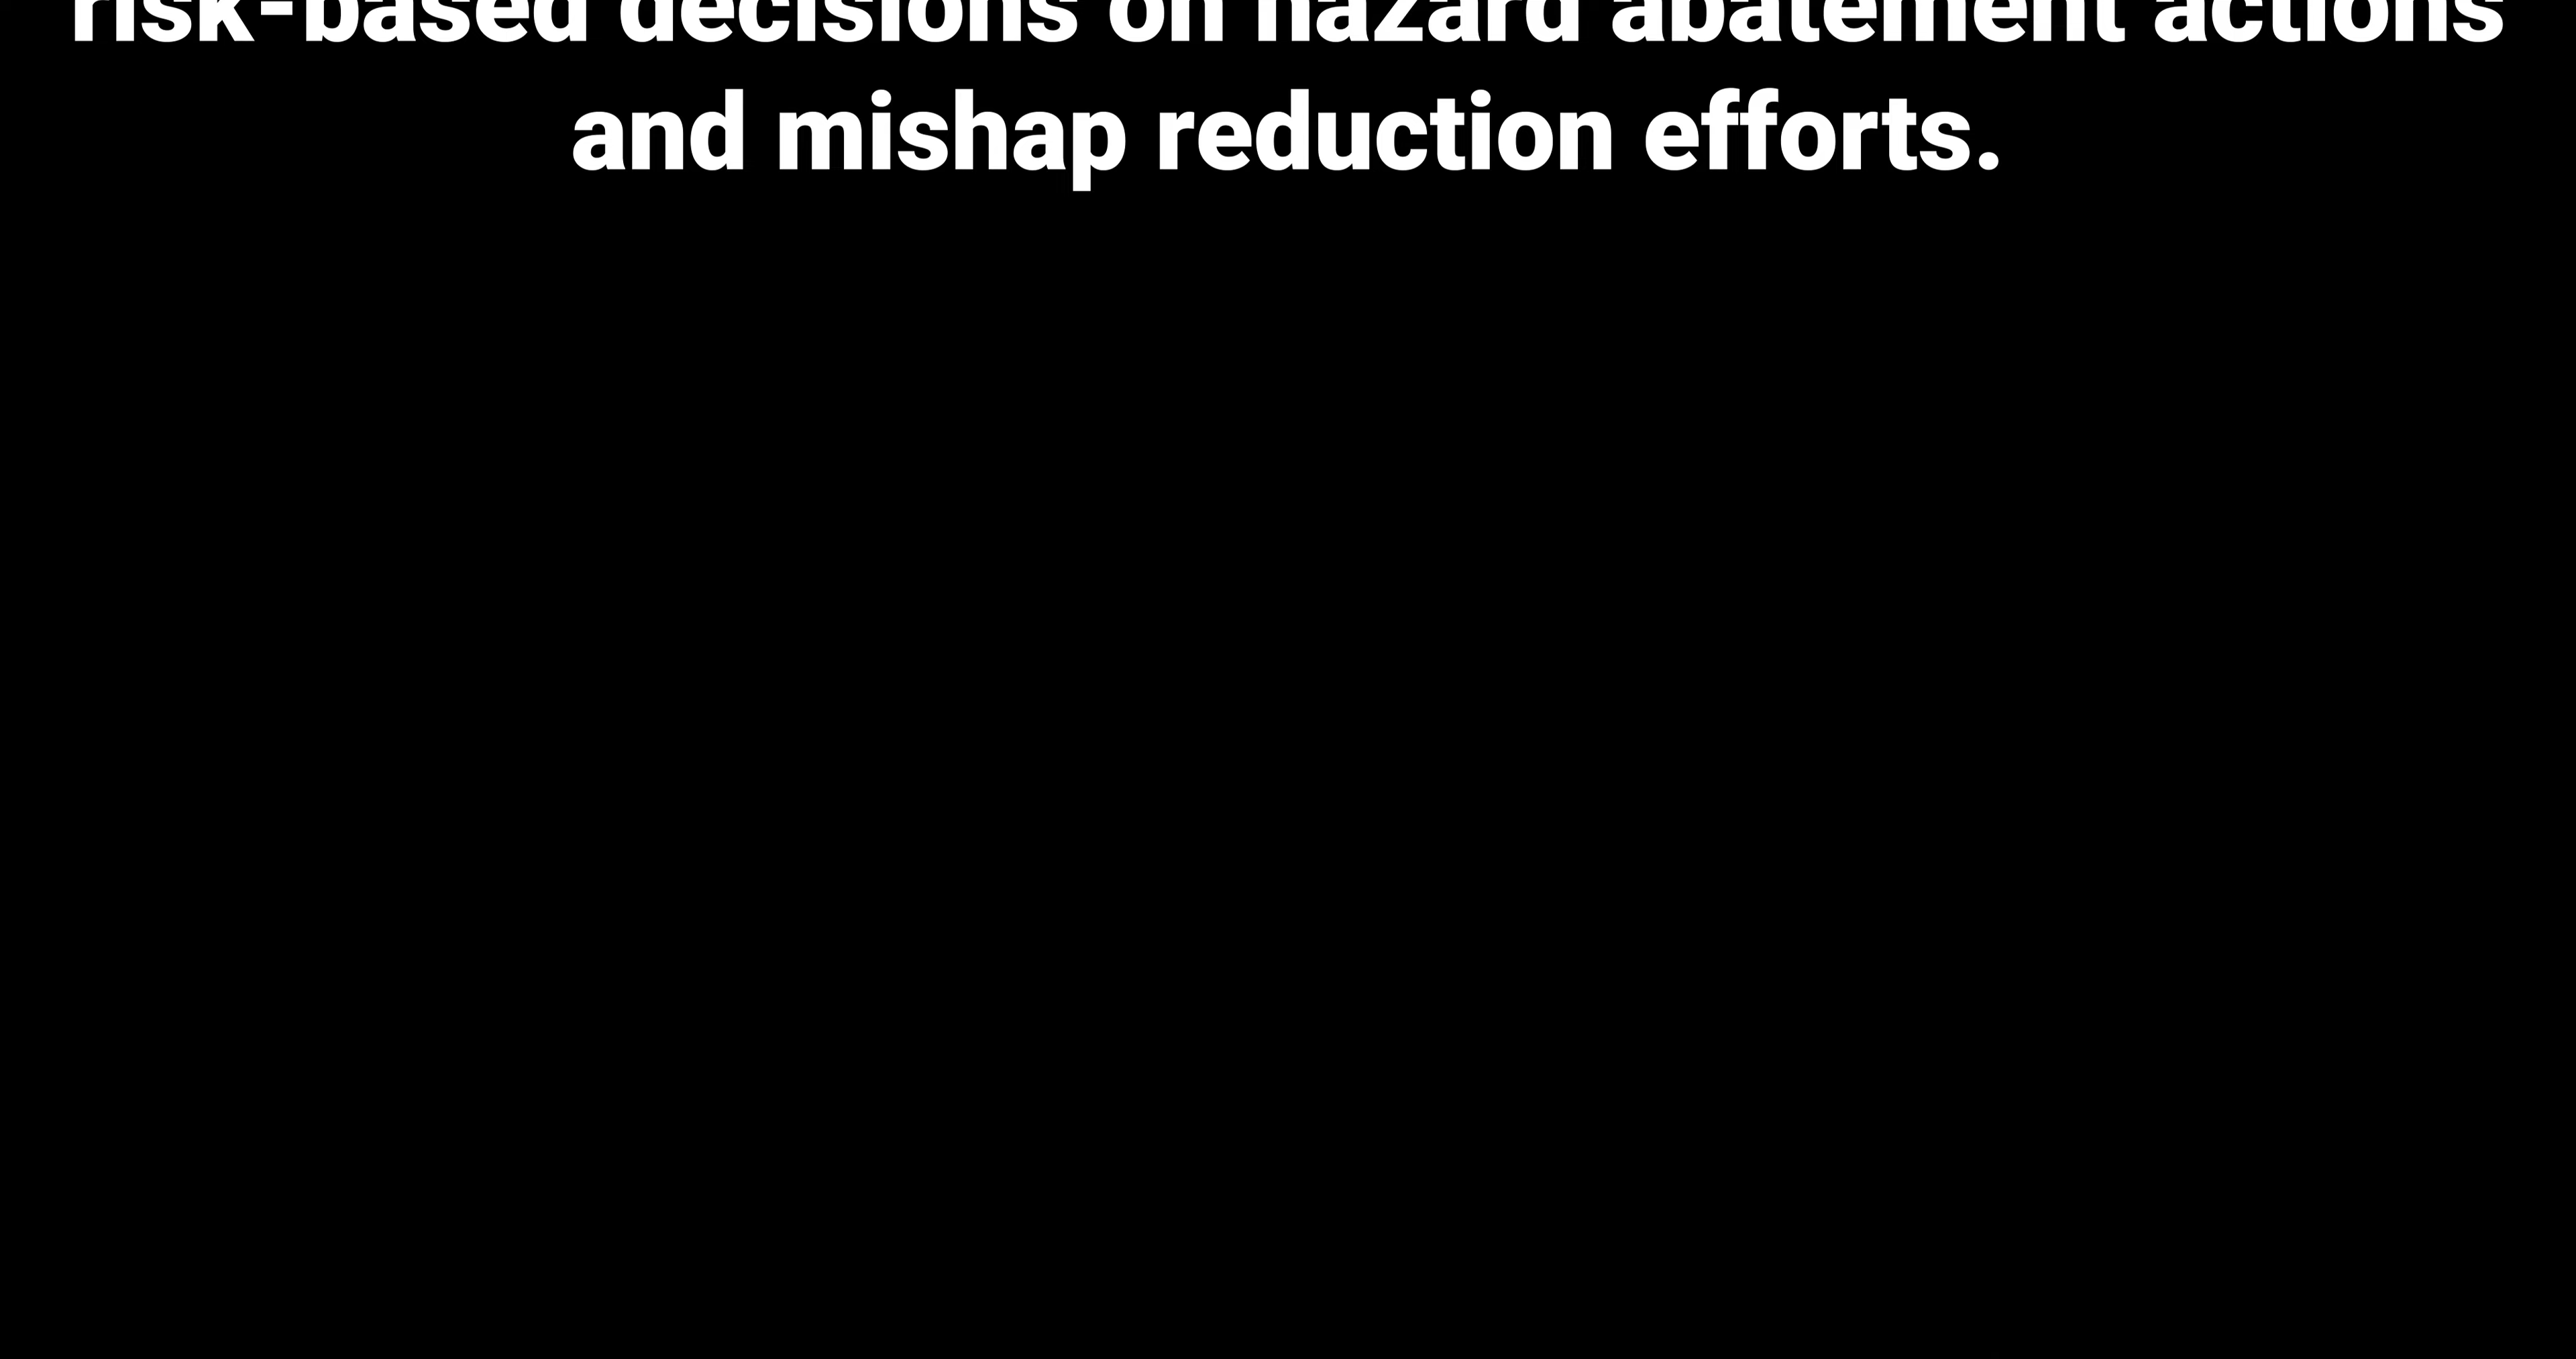 risk-based decisions on hazard abatement actions
and mishap reduction efforts.